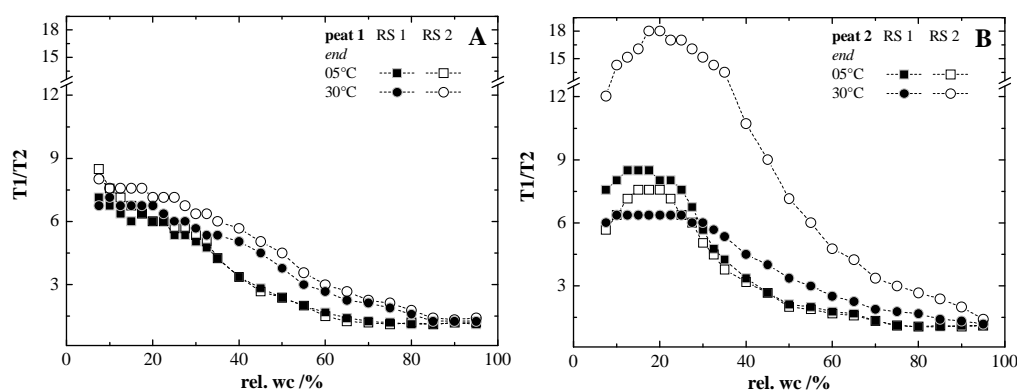 peat 1 RS 1 RS 2 A
end
05°C
30°C
18
15
12
9
6
3
T1/T2
0 20 40 60 80 100
rel. wc /%
peat 2 RS 1 RS 2 B
end
05°C
30°C
18
15
12
9
6
3
T1/T2
0 20 40 60 80 100
rel. wc /%